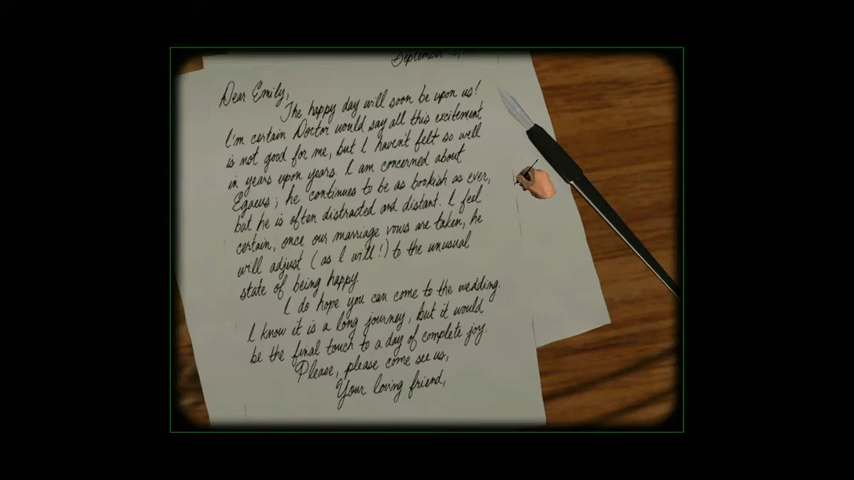 September
Dear Emily,
The happy day will soon be upon us!
I'm certain Doctor would say all this excitement
is not good for me, but I haven't felt so well
in years upon years. I am concerned about
Egaeus; he continues to be as bookish as ever,
but he is often distracted and distant. I feel
certain, once our marriage vows are taken, he
will adjust (as I will!) to the unusual
state of being happy.
I do hope you can come to the wedding.
I know it is a long journey, but it would
be the final touch to a day of complete joy.
Please, please come see us,
Your loving friend,